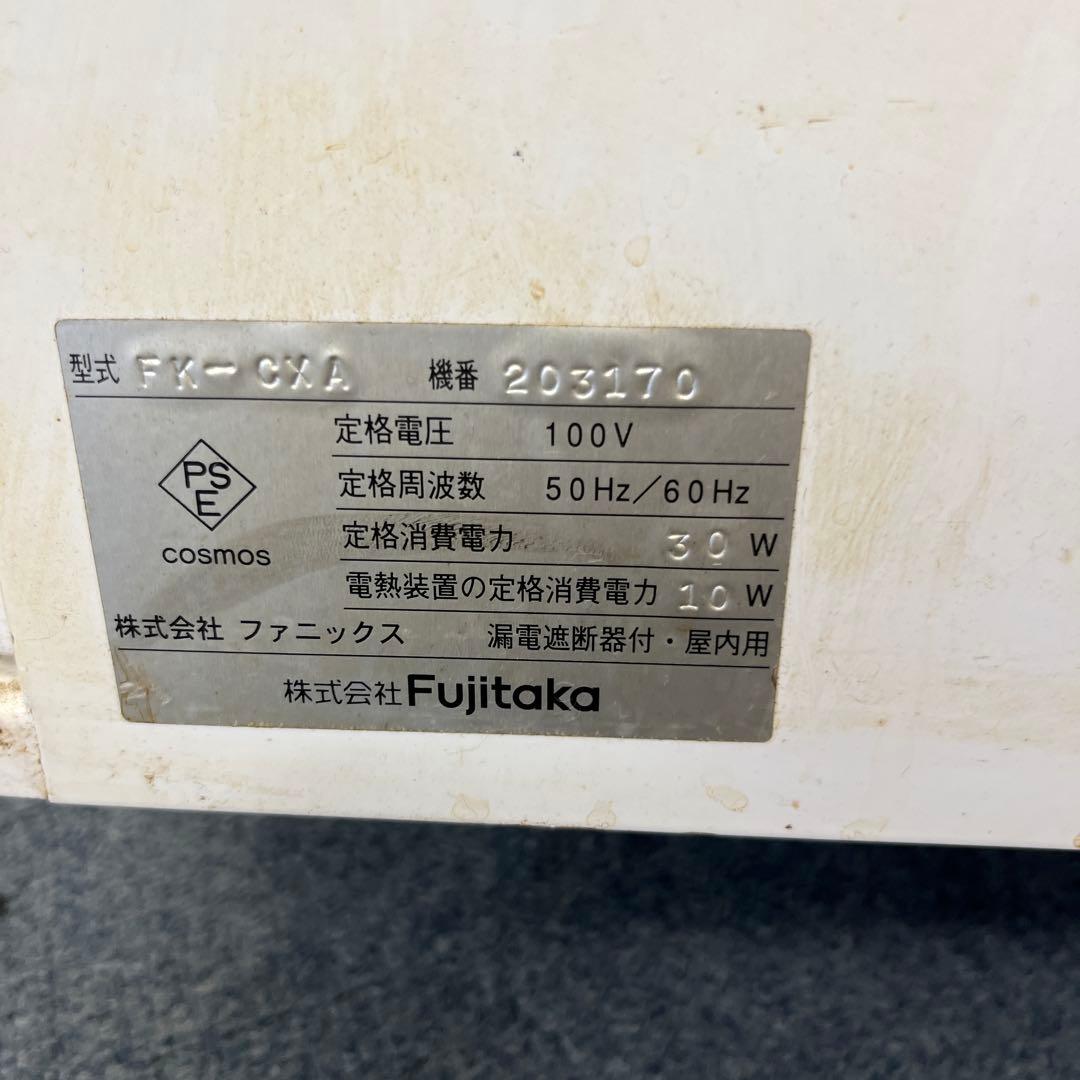 型式 FK-CXA 機番 203170
定格電圧 100V
定格周波数 50Hz/60Hz
PS
E
cosmos
定格消費電力 30 W
電熱装置の定格消費電力 10 W
株式会社 ファニックス 漏電遮断器付・屋内用
株式会社Fujitaka